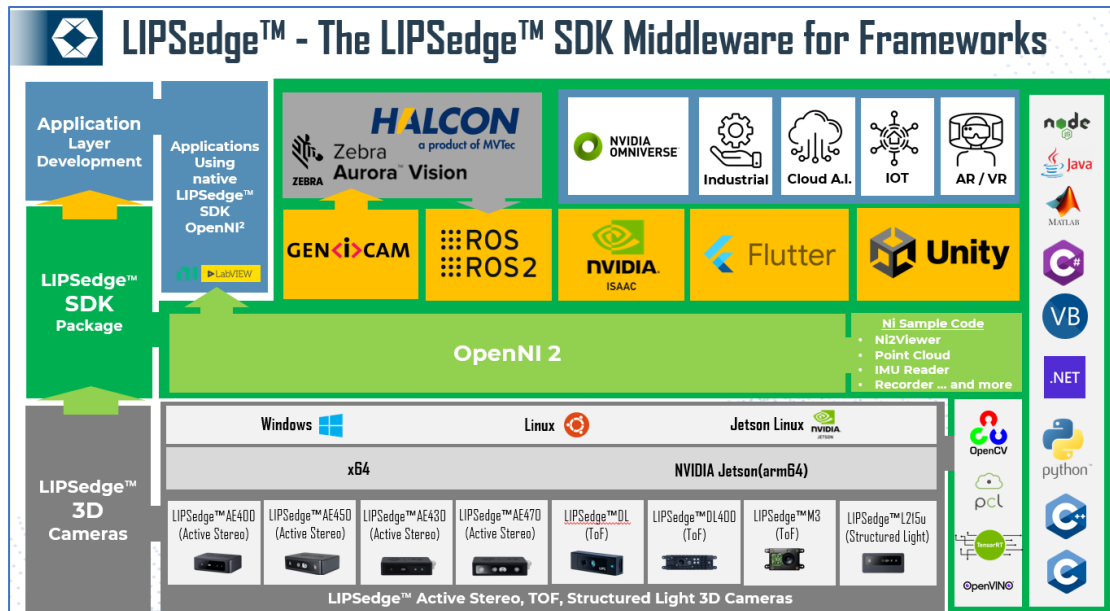 LIPSedge™ - The LIPSedge™ SDK Middleware for Frameworks
Application
Layer
Development
Applications
Using
native
LIPSedge™
SDK
OpenNI²
LabVIEW
HALCON
a product of MVTec
ZEBRA
Zebra
Aurora™ Vision
NVIDIA
OMNIVERSE
Industrial
Cloud A.I.
IOT
AR / VR
LIPSedge™
SDK
Package
GEN<i>CAM
ROS
ROS2
NVIDIA.
ISAAC
Flutter
Unity
OpenNI 2
Ni Sample Code
• Ni2Viewer
• Point Cloud
• IMU Reader
• Recorder ... and more
LIPSedge™
3D
Cameras
Windows
Linux
Jetson Linux
NVIDIA
JETSON
x64
NVIDIA Jetson(arm64)
LIPSedge™AE400
(Active Stereo)
LIPSedge™AE450
(Active Stereo)
LIPSedge™AE430
(Active Stereo)
LIPSedge™AE470
(Active Stereo)
LIPSedge™DL
(ToF)
LIPSedge™DL400
(ToF)
LIPSedge™M3
(ToF)
LIPSedge™L215u
(Structured Light)
LIPSedge™ Active Stereo, TOF, Structured Light 3D Cameras
OpenCV
pcl
TensorRT
OpenVINO
node
JS
Java
MATLAB
C#
VB
.NET
python™
C++
C